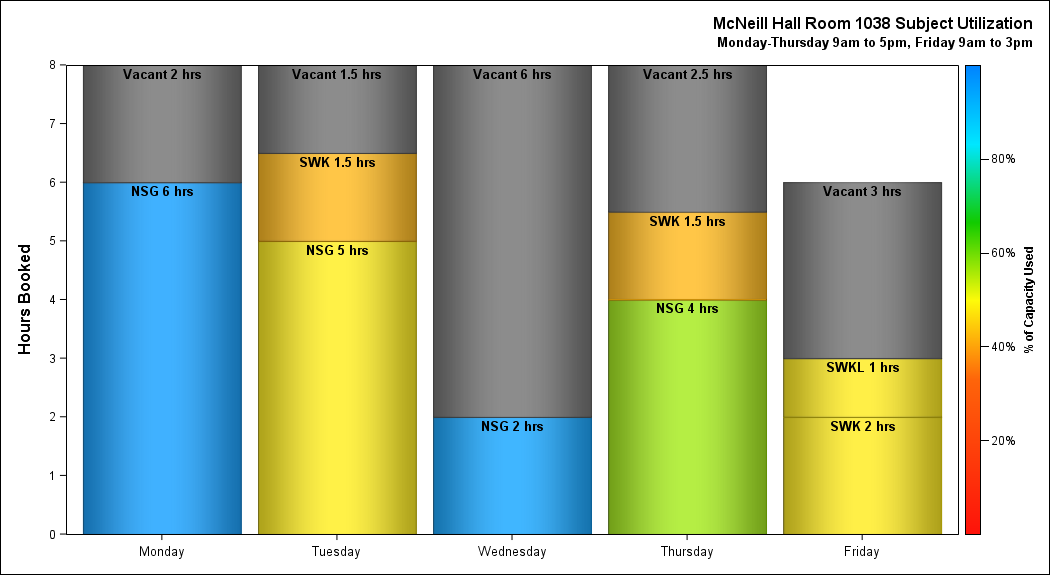 McNeill Hall Room 1038 Subject Utilization
Monday-Thursday 9am to 5pm, Friday 9am to 3pm
Hours Booked
8
7
6
5
4
3
2
1
0
Vacant 2 hrs
NSG 6 hrs
Vacant 1.5 hrs
SWK 1.5 hrs
NSG 5 hrs
Vacant 6 hrs
NSG 2 hrs
Vacant 2.5 hrs
SWK 1.5 hrs
NSG 4 hrs
Vacant 3 hrs
SWKL 1 hrs
SWK 2 hrs
Monday
Tuesday
Wednesday
Thursday
Friday
80%
60%
40%
20%
% of Capacity Used